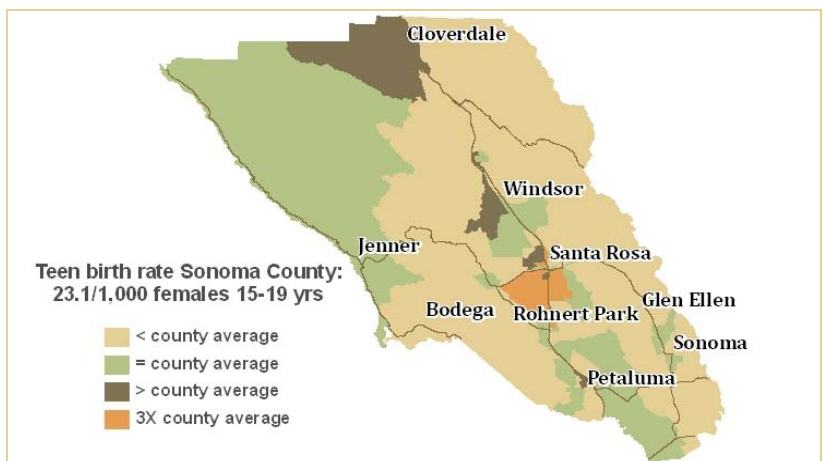 Cloverdale
Windsor
Jenner
Santa Rosa
Teen birth rate Sonoma County:
23.1/1,000 females 15-19 yrs
Glen Ellen
Bodega
Rohnert Park
< county average
Sonoma
= county average
Petaluma
> county average
3X county average